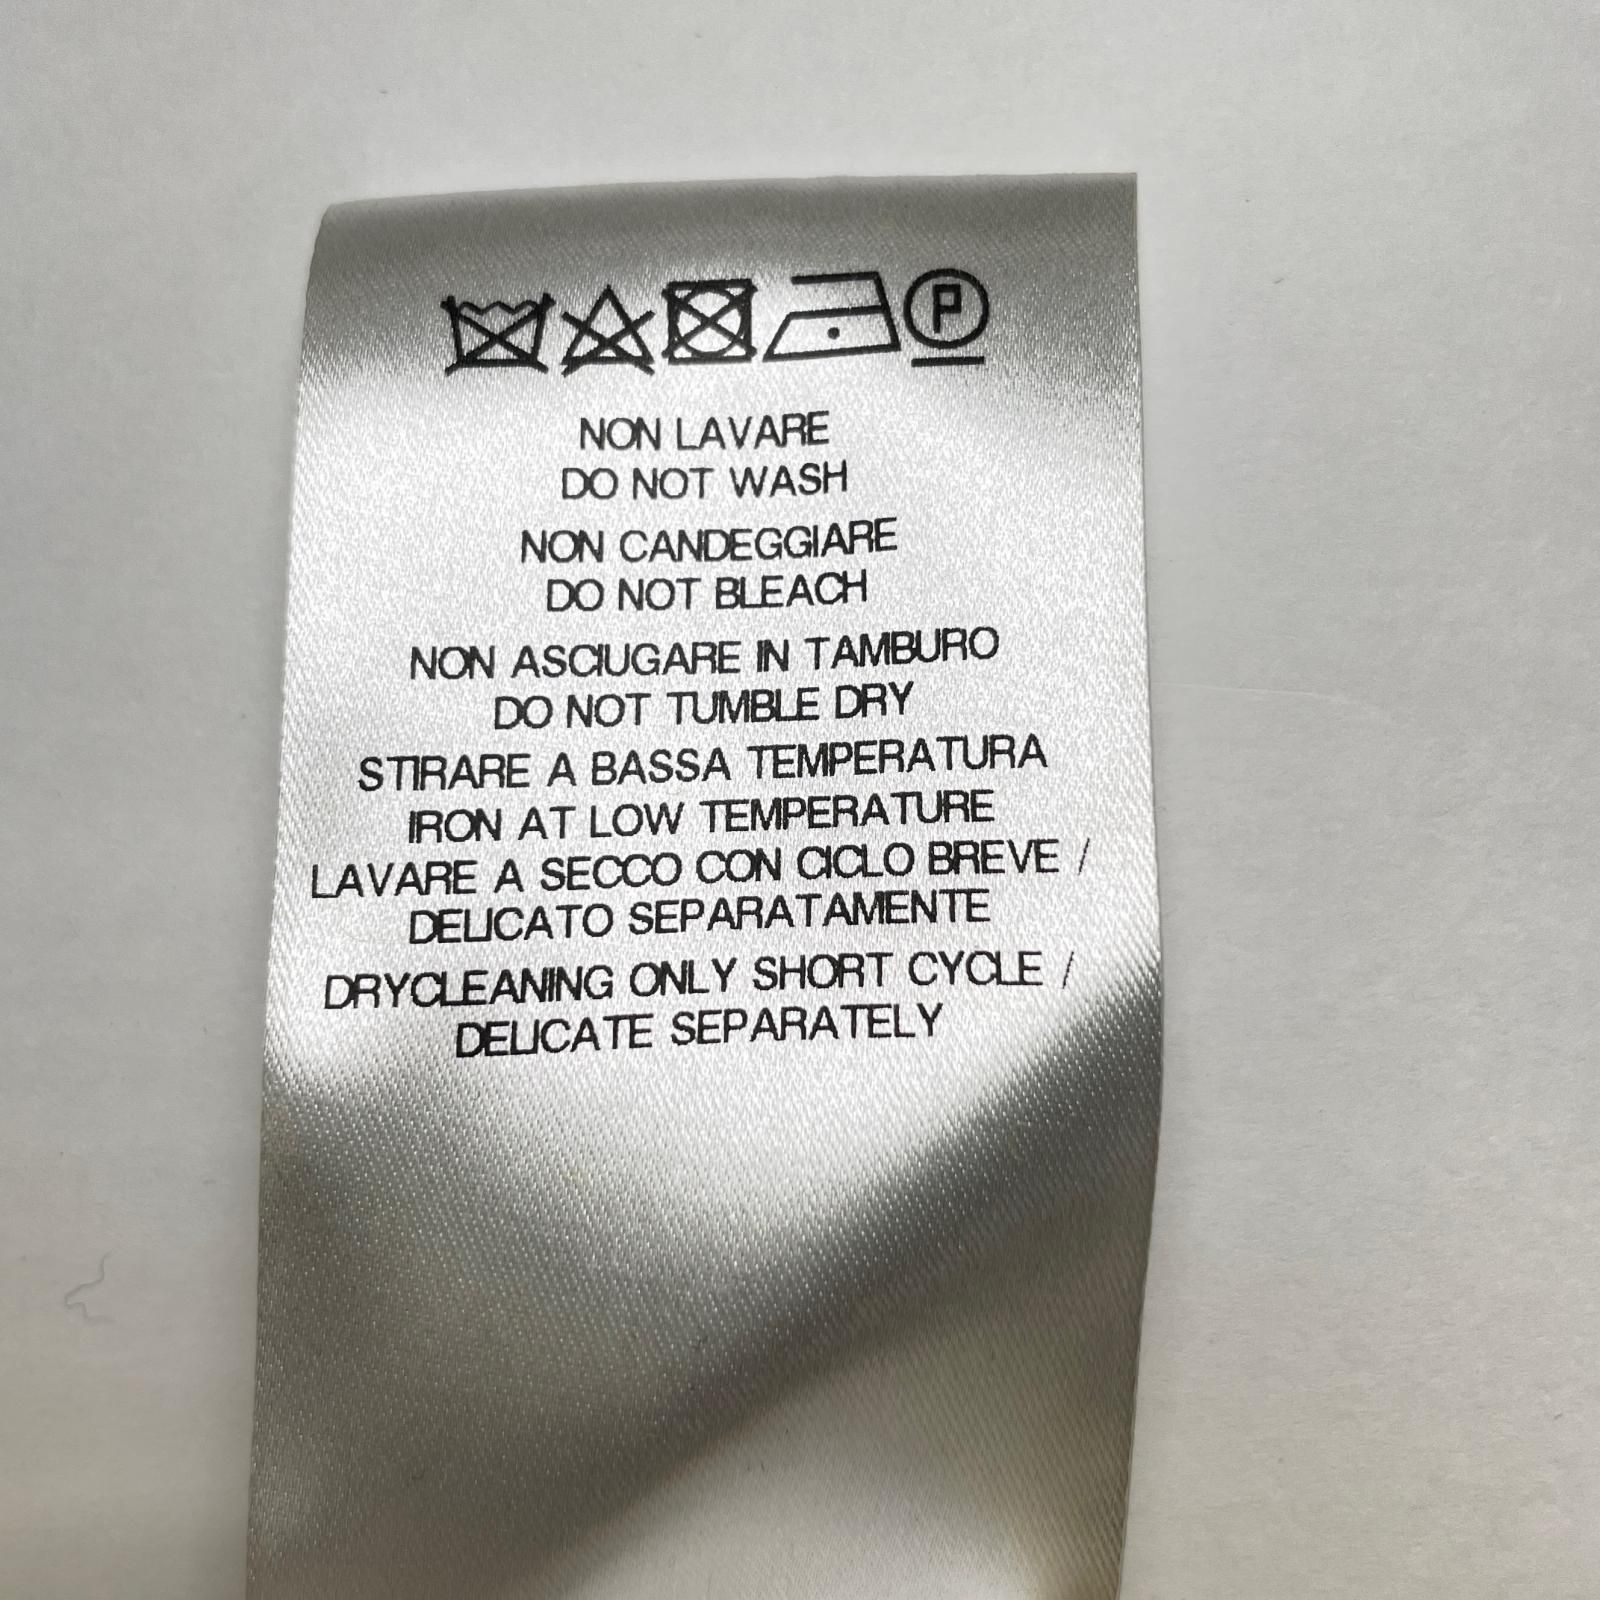 P
NON LAVARE
DO NOT WASH
NON CANDEGGIARE
DO NOT BLEACH
NON ASCIUGARE IN TAMBURO
DO NOT TUMBLE DRY
STIRARE A BASSA TEMPERATURA
IRON AT LOW TEMPERATURE
LAVARE A SECCO CON CICLO BREVE /
DELICATO SEPARATAMENTE
DRYCLEANING ONLY SHORT CYCLE /
DELICATE SEPARATELY